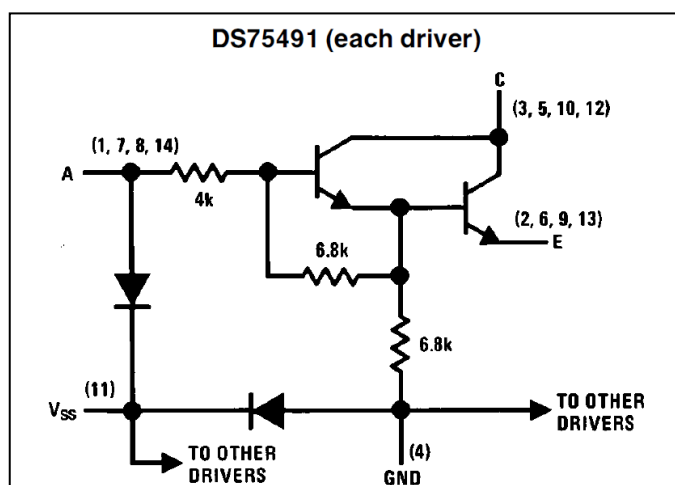 DS75491 (each driver)
C
(3, 5, 10, 12)
(1, 7, 8, 14)
A
4k
(2, 6, 9, 13)
E
6.8k
6.8k
(11)
VSS
TO OTHER
DRIVERS
TO OTHER
DRIVERS
(4)
GND